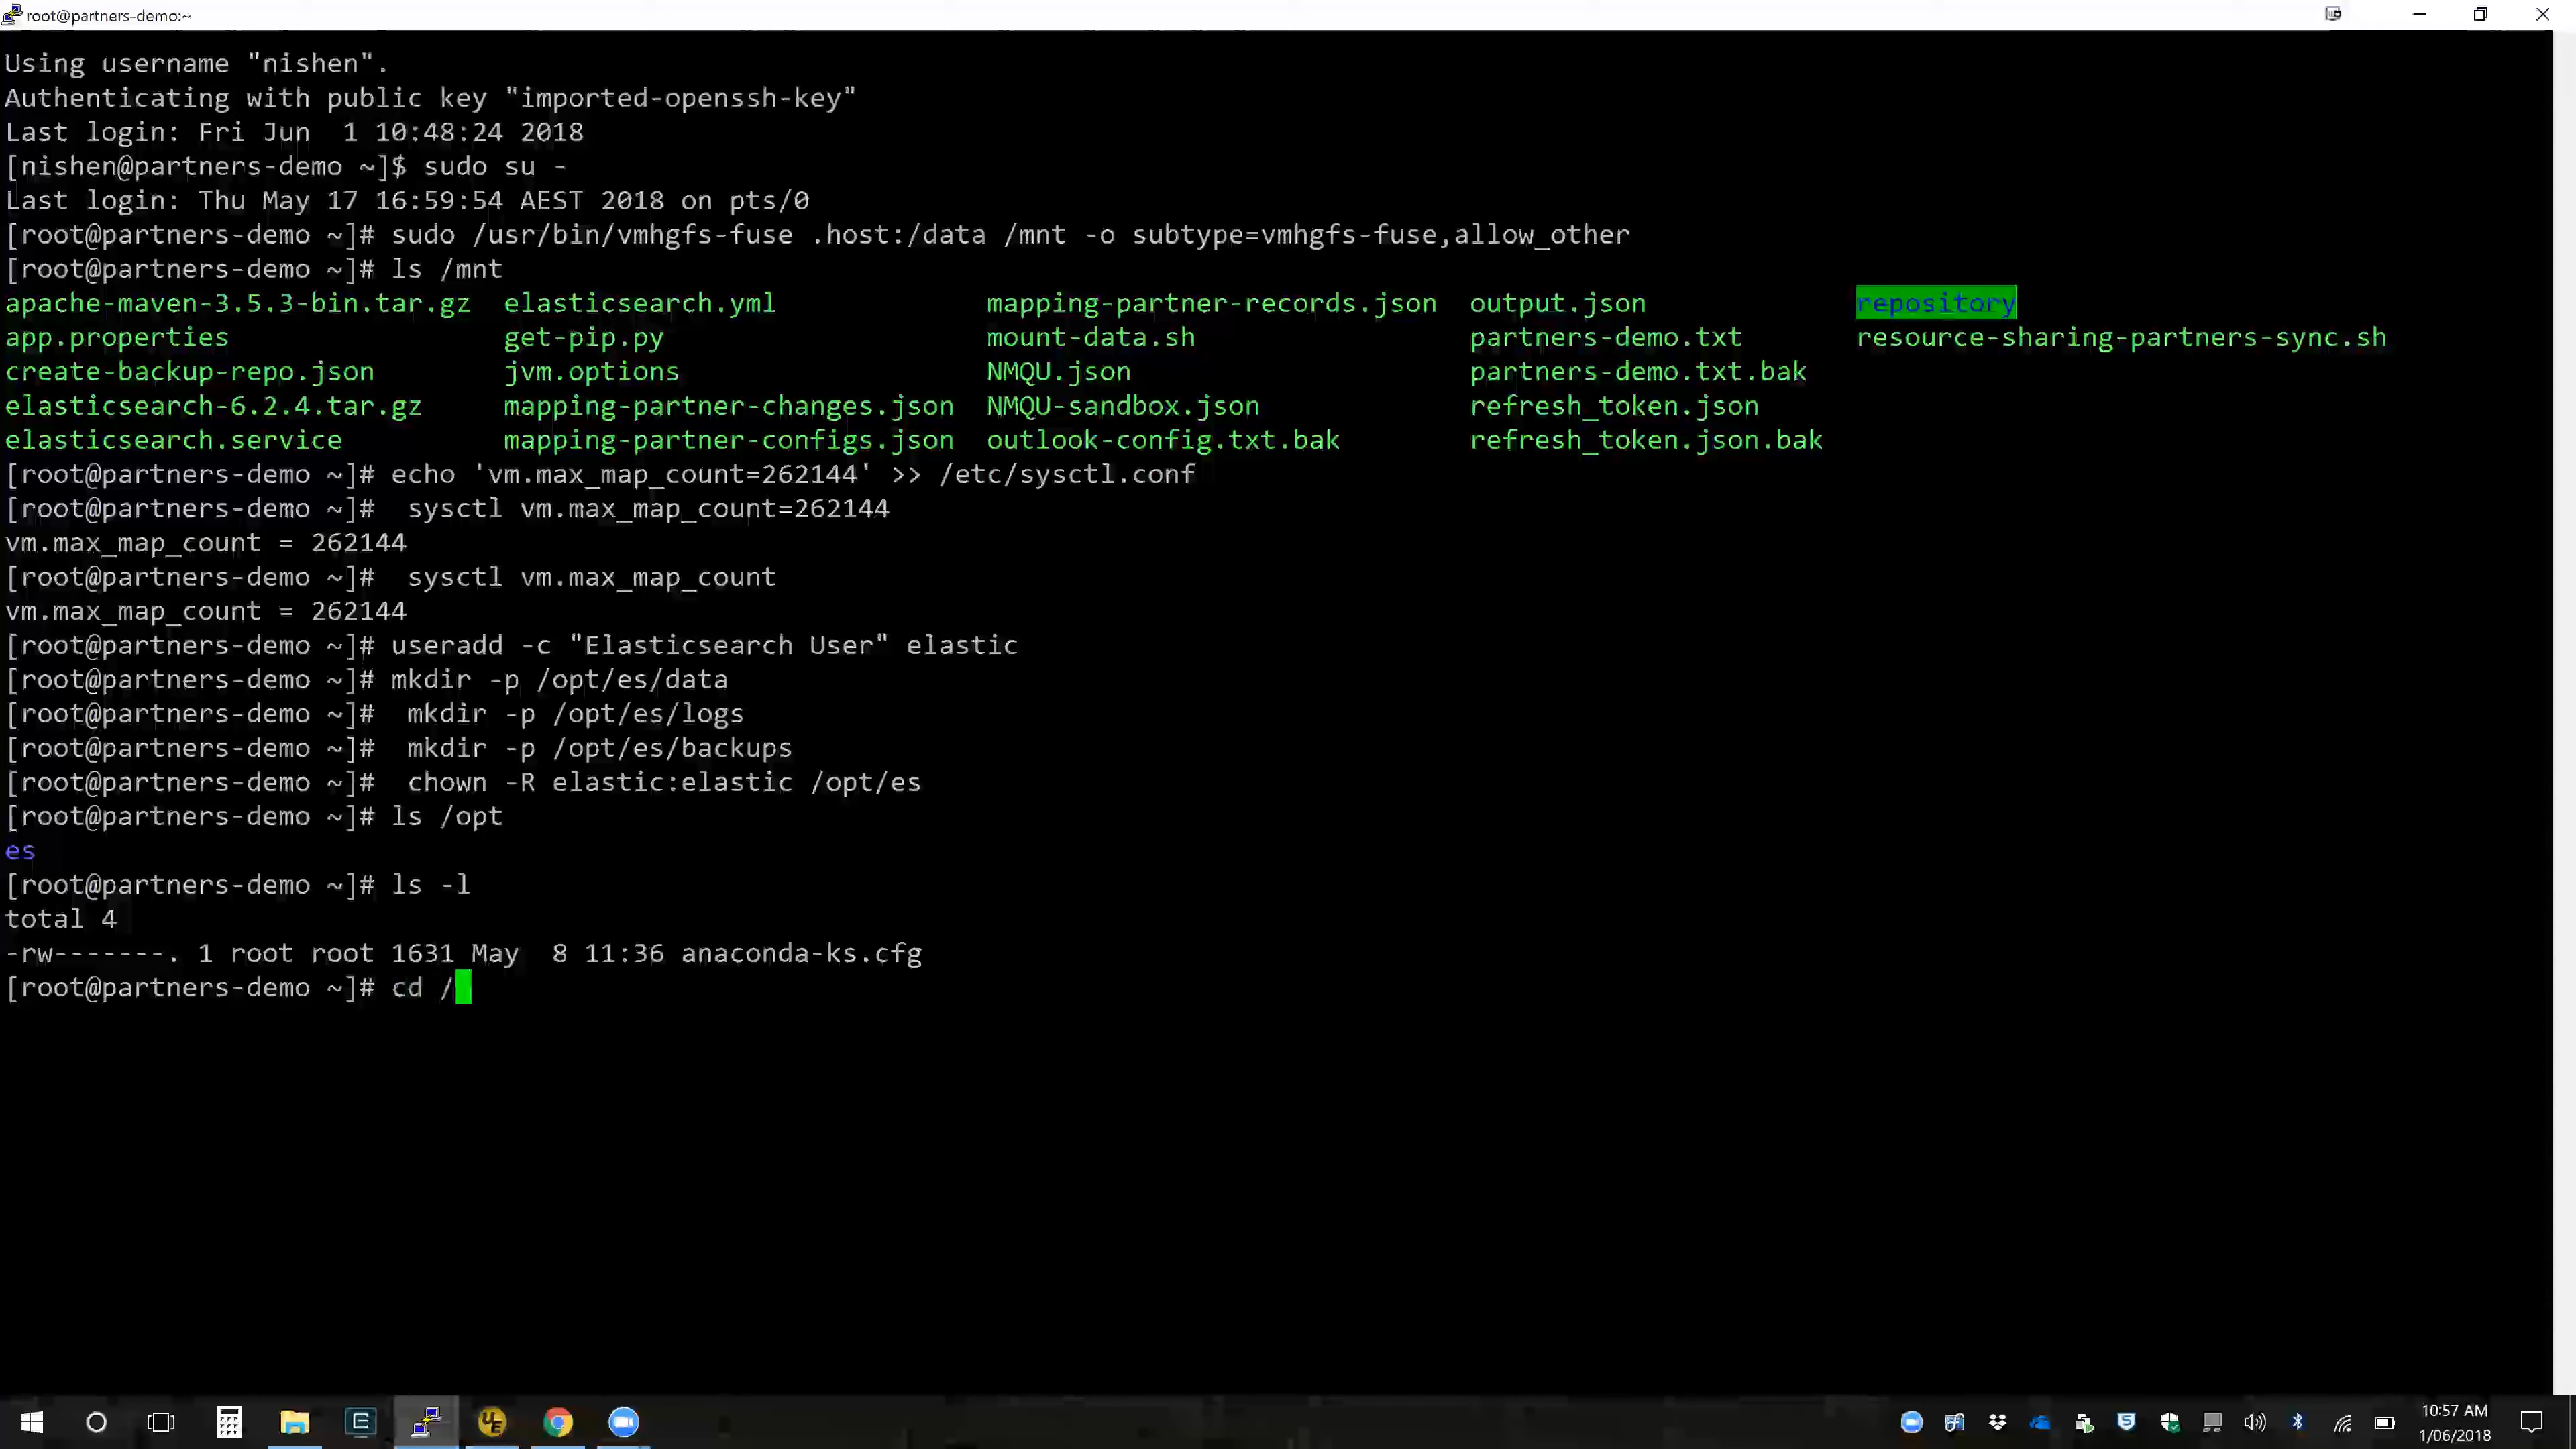 root@partners-demo:~
Using username "nishen".
Authenticating with public key "imported-openssh-key"
Last login: Fri Jun  1 10:48:24 2018
[nishen@partners-demo ~]$ sudo su -
Last login: Thu May 17 16:59:54 AEST 2018 on pts/0
[root@partners-demo ~]# sudo /usr/bin/vmhgfs-fuse .host:/data /mnt -o subtype=vmhgfs-fuse,allow_other
[root@partners-demo ~]# ls /mnt
apache-maven-3.5.3-bin.tar.gz  elasticsearch.yml             mapping-partner-records.json  output.json             repository
app.properties                 get-pip.py                    mount-data.sh                 partners-demo.txt       resource-sharing-partners-sync.sh
create-backup-repo.json        jvm.options                   NMQU.json                     partners-demo.txt.bak
elasticsearch-6.2.4.tar.gz     mapping-partner-changes.json  NMQU-sandbox.json             refresh_token.json
elasticsearch.service          mapping-partner-configs.json  outlook-config.txt.bak        refresh_token.json.bak
[root@partners-demo ~]# echo 'vm.max_map_count=262144' >> /etc/sysctl.conf
[root@partners-demo ~]#  sysctl vm.max_map_count=262144
vm.max_map_count = 262144
[root@partners-demo ~]#  sysctl vm.max_map_count
vm.max_map_count = 262144
[root@partners-demo ~]# useradd -c "Elasticsearch User" elastic
[root@partners-demo ~]# mkdir -p /opt/es/data
[root@partners-demo ~]#  mkdir -p /opt/es/logs
[root@partners-demo ~]#  mkdir -p /opt/es/backups
[root@partners-demo ~]#  chown -R elastic:elastic /opt/es
[root@partners-demo ~]# ls /opt
es
[root@partners-demo ~]# ls -l
total 4
-rw-------. 1 root root 1631 May  8 11:36 anaconda-ks.cfg
[root@partners-demo ~]# cd /
10:57 AM
1/06/2018